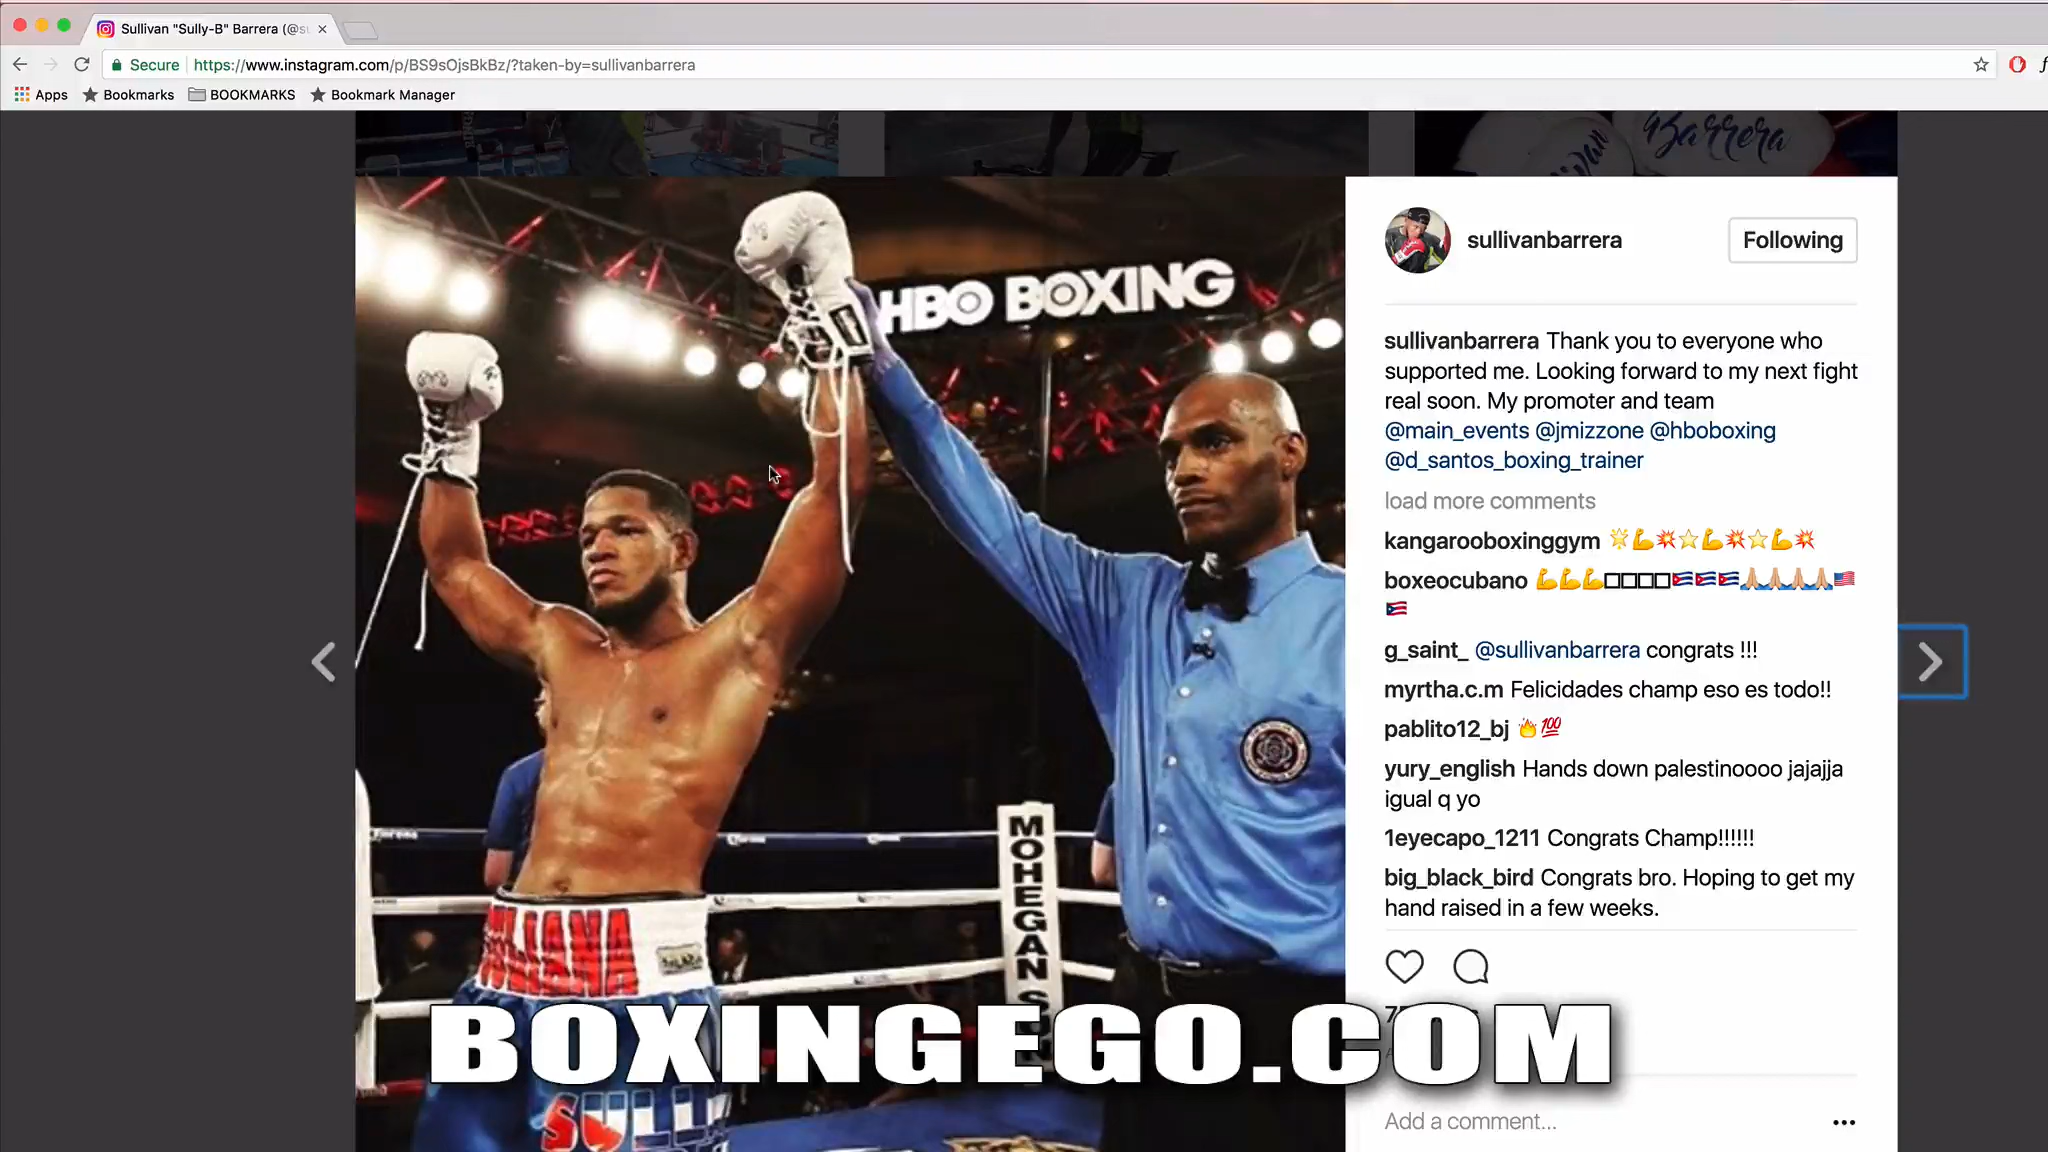 Sullivan "Sully-B" Barrera (@su
Secure https://www.instagram.com/p/BS9sOjsBkBz/?taken-by=sullivanbarrera
Apps Bookmarks BOOKMARKS Bookmark Manager
Barrera
HBO BOXING
MOHEGAN
sullivanbarrera Following
sullivanbarrera Thank you to everyone who
supported me. Looking forward to my next fight
real soon. My promoter and team
@main_events @jmizzone @hboboxing
@d_santos_boxing_trainer
load more comments
kangarooboxinggym 🌟💪💥⭐💪💥⭐💪💥
boxeocubano 💪💪💪□□□□🇨🇺🇨🇺🇨🇺🙏🏼🙏🏼🙏🏼🙏🏼🇺🇸
🇵🇷
g_saint_ @sullivanbarrera congrats !!!
myrtha.c.m Felicidades champ eso es todo!!
pablito12_bj 🔥💯
yury_english Hands down palestinoooo jajajja
igual q yo
1eyecapo_1211 Congrats Champ!!!!!!
big_black_bird Congrats bro. Hoping to get my
hand raised in a few weeks.
BOXINGEGO.COM
Add a comment...